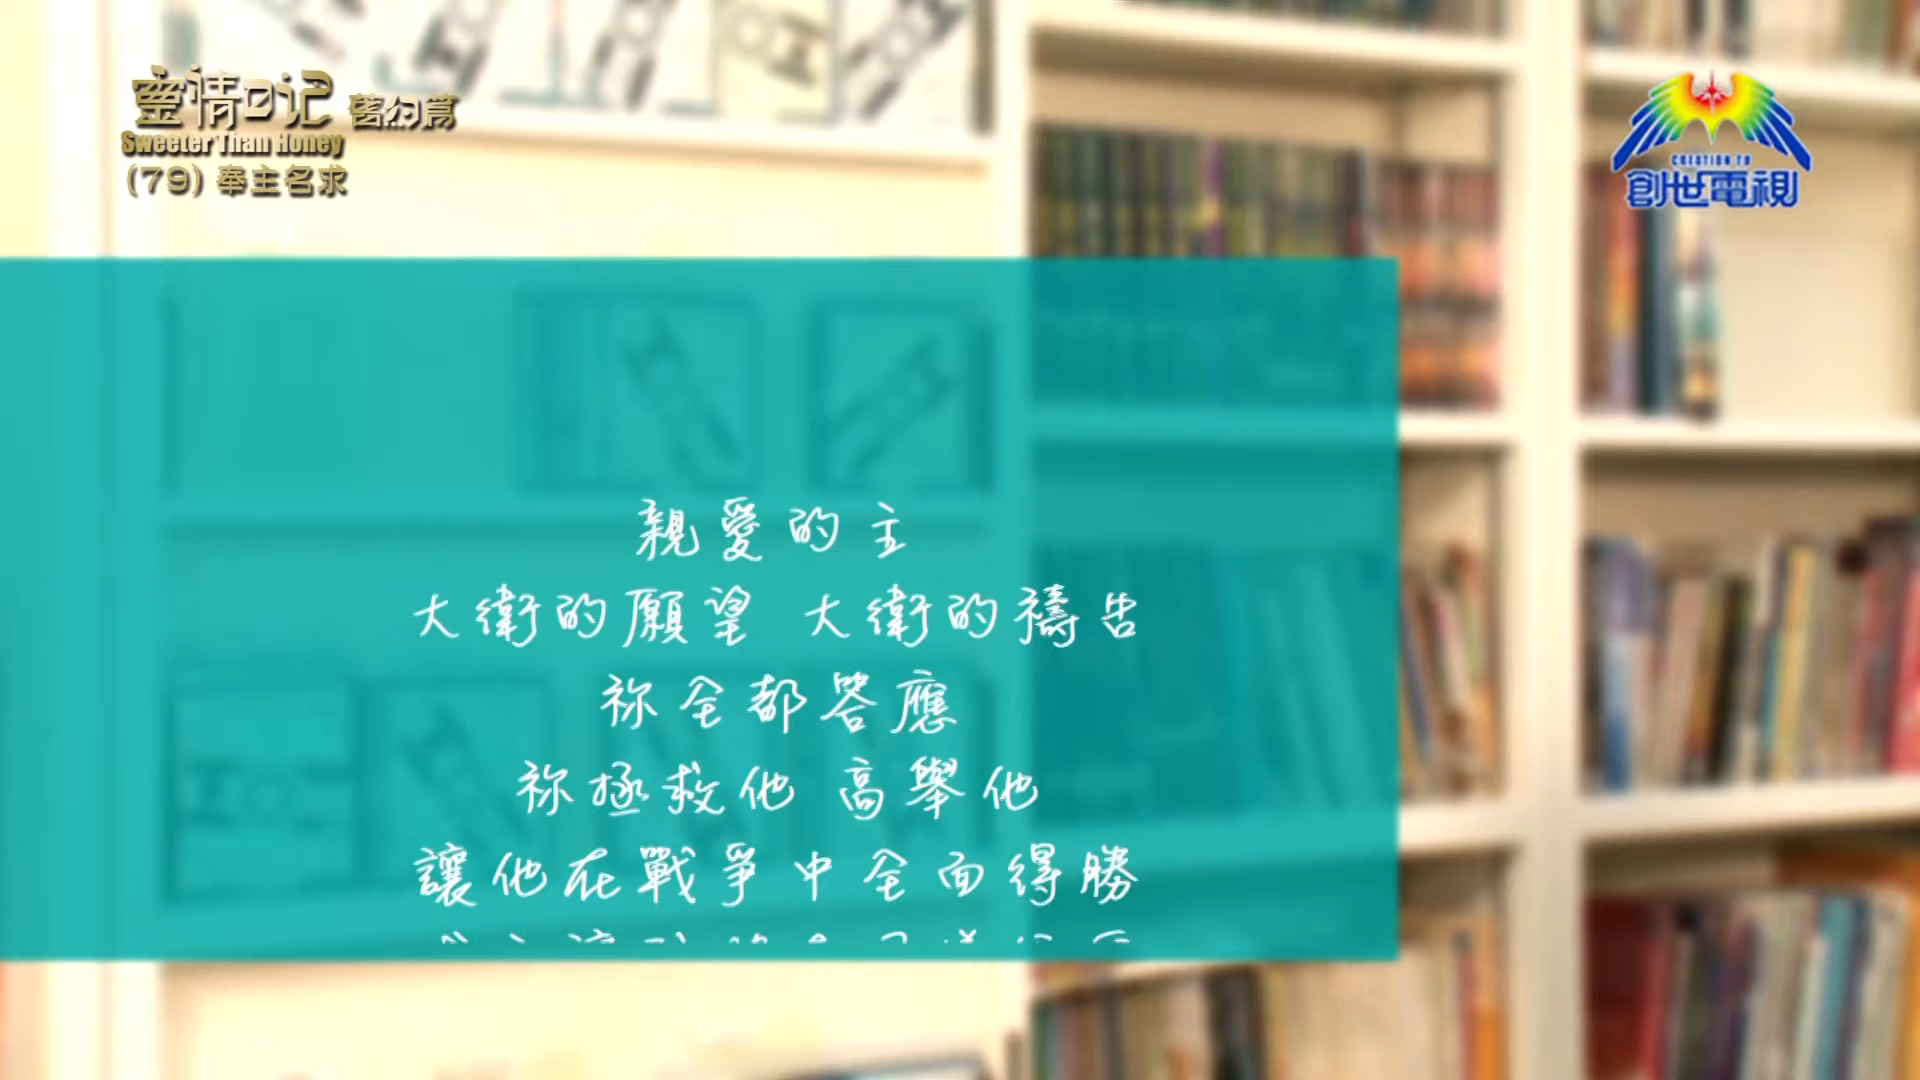 蜜情日记 舊約篇
Sweeter Than Honey
(79) 奉主名求
CREATION TV
創世電視
親愛的主
大衛的願望 大衛的禱告
祢全都答應
祢拯救他 高舉他
讓他在戰爭中全面得勝